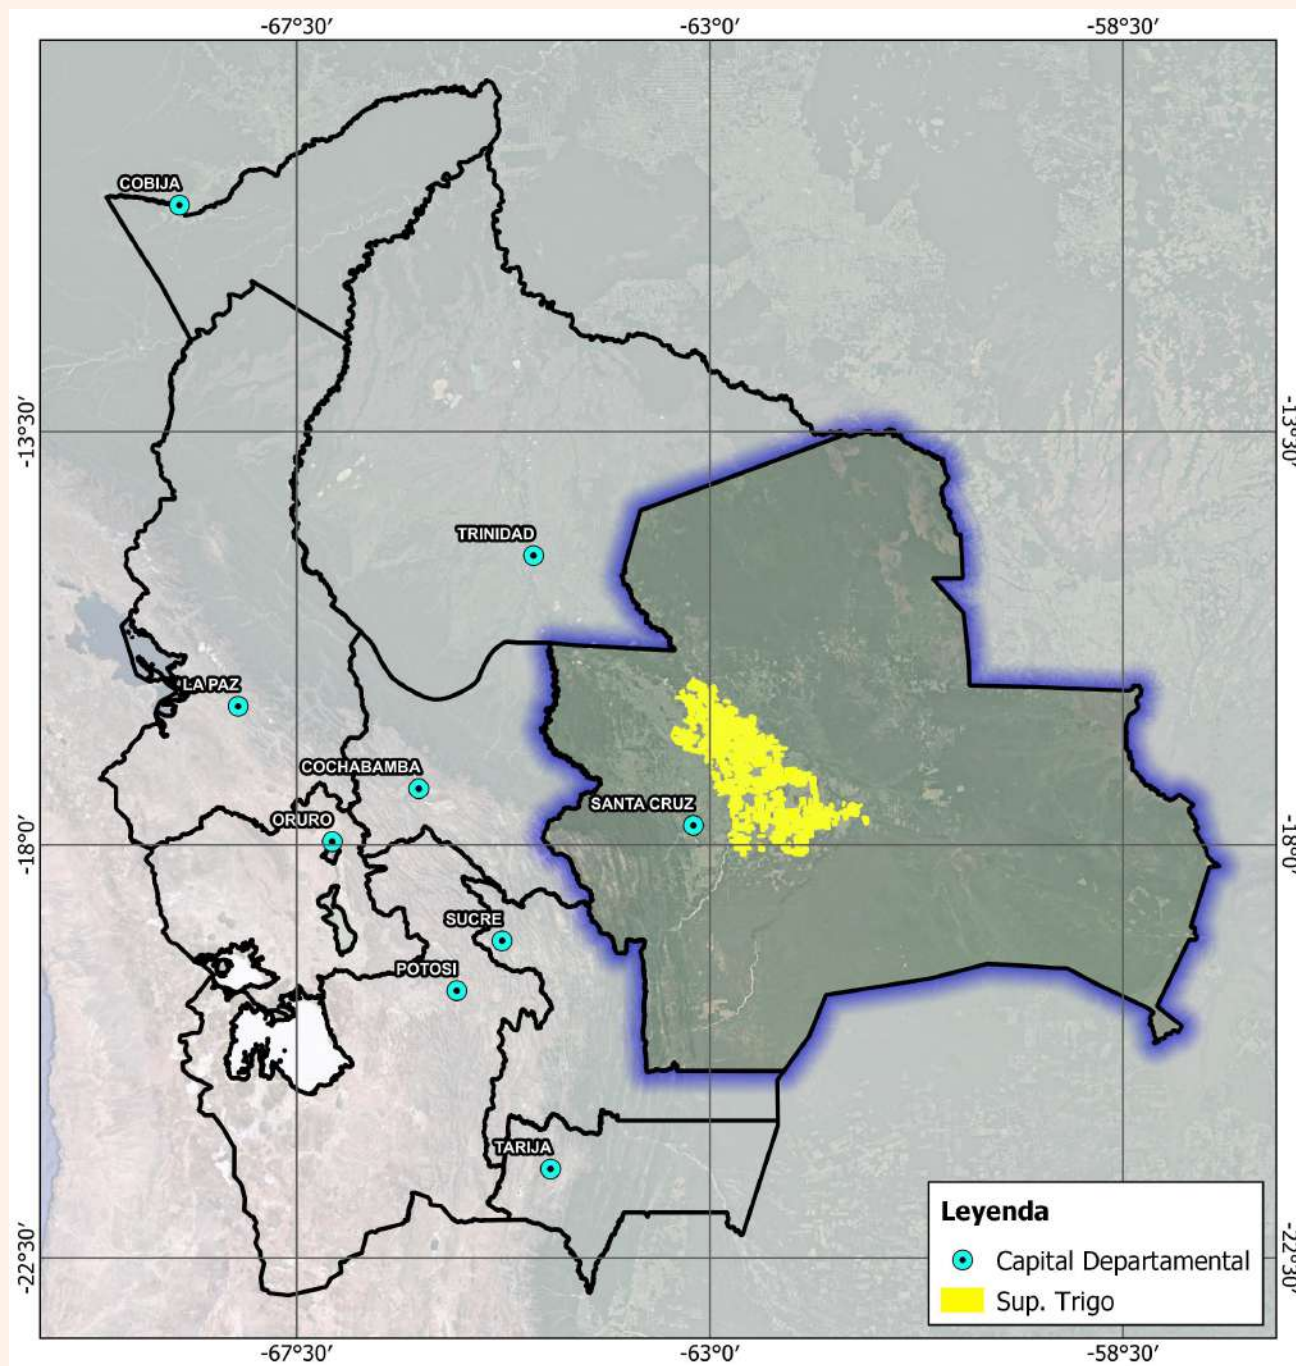 -67°30′ -63°0′ -58°30′
COBIJA
-13°30′ -13°30′
TRINIDAD
LA PAZ
COCHABAMBA
SANTA CRUZ
ORURO
-18°0′ -18°0′
SUCRE
POTOSI
TARIJA
Leyenda
Capital Departamental
Sup. Trigo
-22°30′ -22°30′
-67°30′ -63°0′ -58°30′